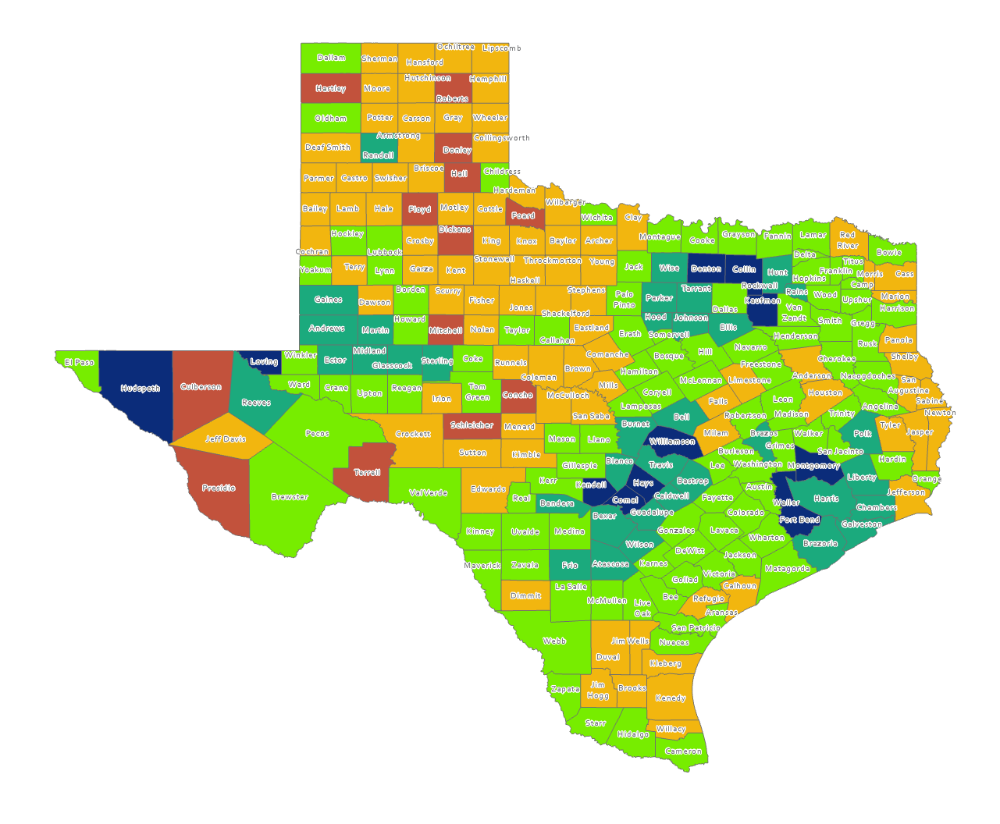 Dallam
Sherman
Hansford
Ochiltree
Lipscomb
Hartley
Moore
Hutchinson
Roberts
Hemphill
Oldham
Potter
Carson
Gray
Wheeler
Deaf Smith
Randall
Armstrong
Donley
Collingsworth
Parmer
Castro
Swisher
Briscoe
Hall
Childress
Hardeman
Bailey
Lamb
Hale
Floyd
Motley
Cottle
Foard
Wilbarger
Wichita
Clay
Montague
Cooke
Grayson
Fannin
Lamar
Red
River
Bowie
Cochran
Hockley
Lubbock
Crosby
Dickens
King
Knox
Baylor
Archer
Yoakum
Terry
Lynn
Garza
Kent
Stonewall
Haskell
Throckmorton
Young
Jack
Wise
Denton
Collin
Hunt
Rockwall
Delta
Hopkins
Franklin
Titus
Morris
Cass
Camp
Rains
Wood
Upshur
Marion
Harrison
Gaines
Dawson
Borden
Scurry
Fisher
Jones
Shackelford
Stephens
Palo
Pinto
Parker
Tarrant
Dallas
Kaufman
Van
Zandt
Smith
Gregg
Andrews
Martin
Howard
Mitchell
Nolan
Taylor
Callahan
Eastland
Erath
Hood
Somervell
Johnson
Ellis
Henderson
Rusk
Panola
Shelby
El Paso
Hudspeth
Culberson
Reeves
Loving
Winkler
Ector
Midland
Glasscock
Sterling
Coke
Runnels
Coleman
Brown
Comanche
Hamilton
Bosque
Hill
Navarro
Freestone
Anderson
Cherokee
Nacogdoches
San
Augustine
Sabine
Ward
Crane
Upton
Reagan
Irion
Tom
Green
Concho
McCulloch
Mills
San Saba
Lampasas
Coryell
McLennan
Limestone
Falls
Leon
Houston
Angelina
Newton
Jasper
Tyler
Polk
Trinity
Madison
Robertson
Bell
Milam
Brazos
Grimes
Walker
San Jacinto
Hardin
Orange
Jefferson
Liberty
Chambers
Galveston
Harris
Montgomery
Waller
Fort Bend
Brazoria
Jeff Davis
Pecos
Crockett
Schleicher
Menard
Sutton
Kimble
Mason
Llano
Burnet
Williamson
Burleson
Lee
Washington
Austin
Presidio
Brewster
Terrell
Val Verde
Edwards
Real
Kerr
Gillespie
Blanco
Travis
Hays
Bastrop
Fayette
Colorado
Wharton
Matagorda
Kendall
Comal
Caldwell
Bandera
Guadalupe
Bexar
Gonzales
Lavaca
Kinney
Uvalde
Medina
Wilson
DeWitt
Jackson
Maverick
Zavala
Frio
Atascosa
Karnes
Victoria
Goliad
Calhoun
Dimmit
La Salle
McMullen
Live
Oak
Bee
Refugio
Aransas
San Patricio
Webb
Duval
Jim Wells
Nueces
Kleberg
Zapata
Jim
Hogg
Brooks
Kenedy
Starr
Hidalgo
Willacy
Cameron